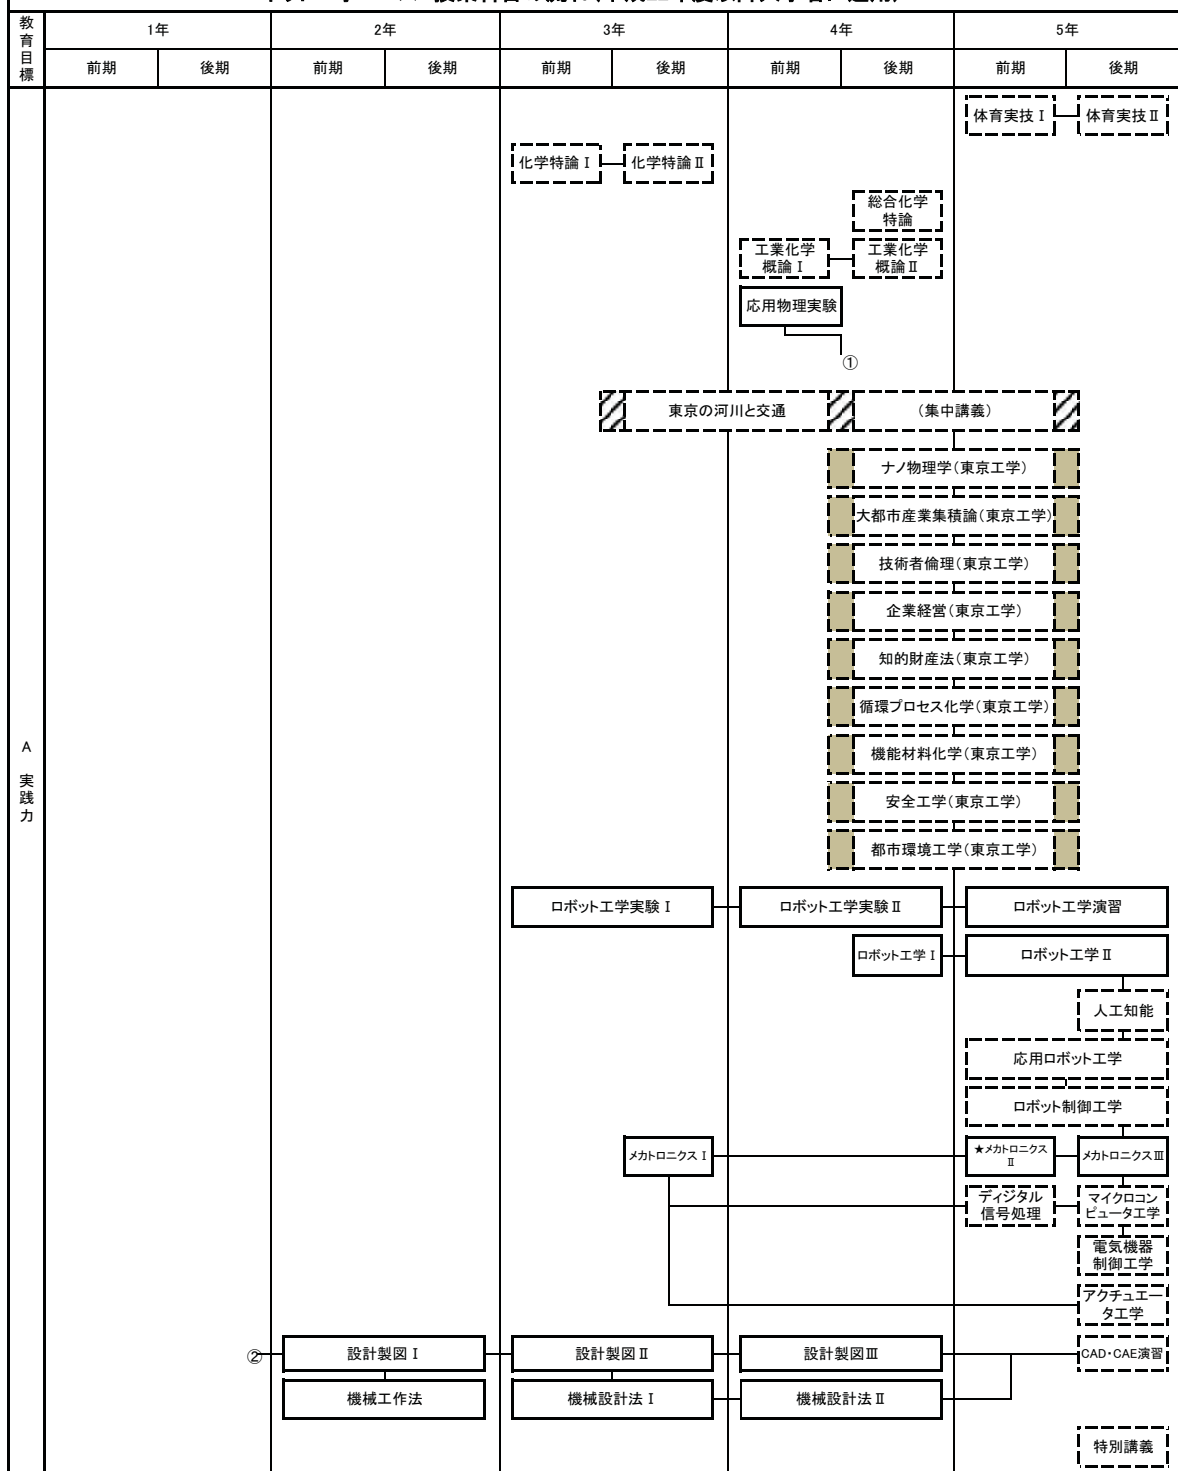 教育目標
1年
2年
3年
4年
5年
前期
後期
前期
後期
前期
後期
前期
後期
前期
後期
A 実践力
体育実技Ⅰ
体育実技Ⅱ
化学特論Ⅰ
化学特論Ⅱ
総合化学
特論
工業化学
概論Ⅰ
工業化学
概論Ⅱ
応用物理実験
①
東京の河川と交通
(集中講義)
ナノ物理学(東京工学)
大都市産業集積論(東京工学)
技術者倫理(東京工学)
企業経営(東京工学)
知的財産法(東京工学)
循環プロセス化学(東京工学)
機能材料化学(東京工学)
安全工学(東京工学)
都市環境工学(東京工学)
ロボット工学実験Ⅰ
ロボット工学実験Ⅱ
ロボット工学演習
ロボット工学Ⅰ
ロボット工学Ⅱ
人工知能
応用ロボット工学
ロボット制御工学
メカトロニクスⅠ
★メカトロニクス
Ⅱ
メカトロニクスⅢ
ディジタル
信号処理
マイクロコン
ピュータ工学
電気機器
制御工学
アクチュエー
タ工学
②
設計製図Ⅰ
設計製図Ⅱ
設計製図Ⅲ
CAD・CAE演習
機械工作法
機械設計法Ⅰ
機械設計法Ⅱ
特別講義